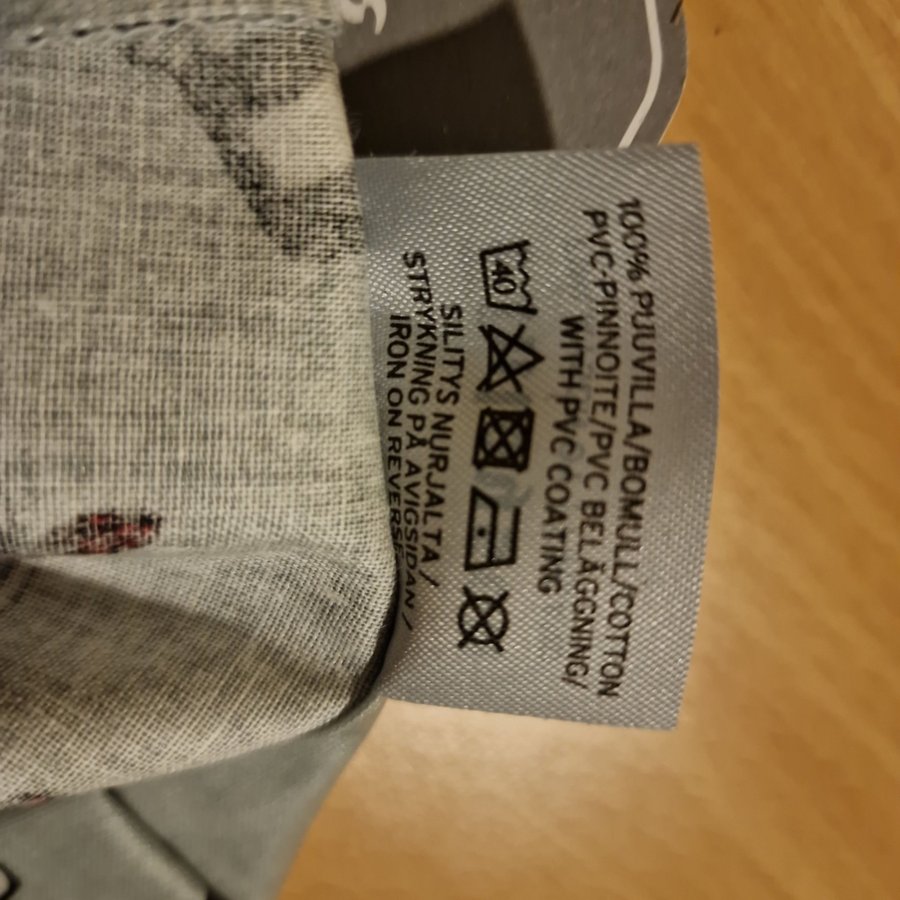 100% PUUVILLA/BOMULL/COTTON
PVC-PINNOITE/PVC BELÄGGNING/
WITH PVC COATING
40
SILITYS NURJALTA/
STRYKNING PÅ AVIGSIDAN/
IRON ON REVERSE